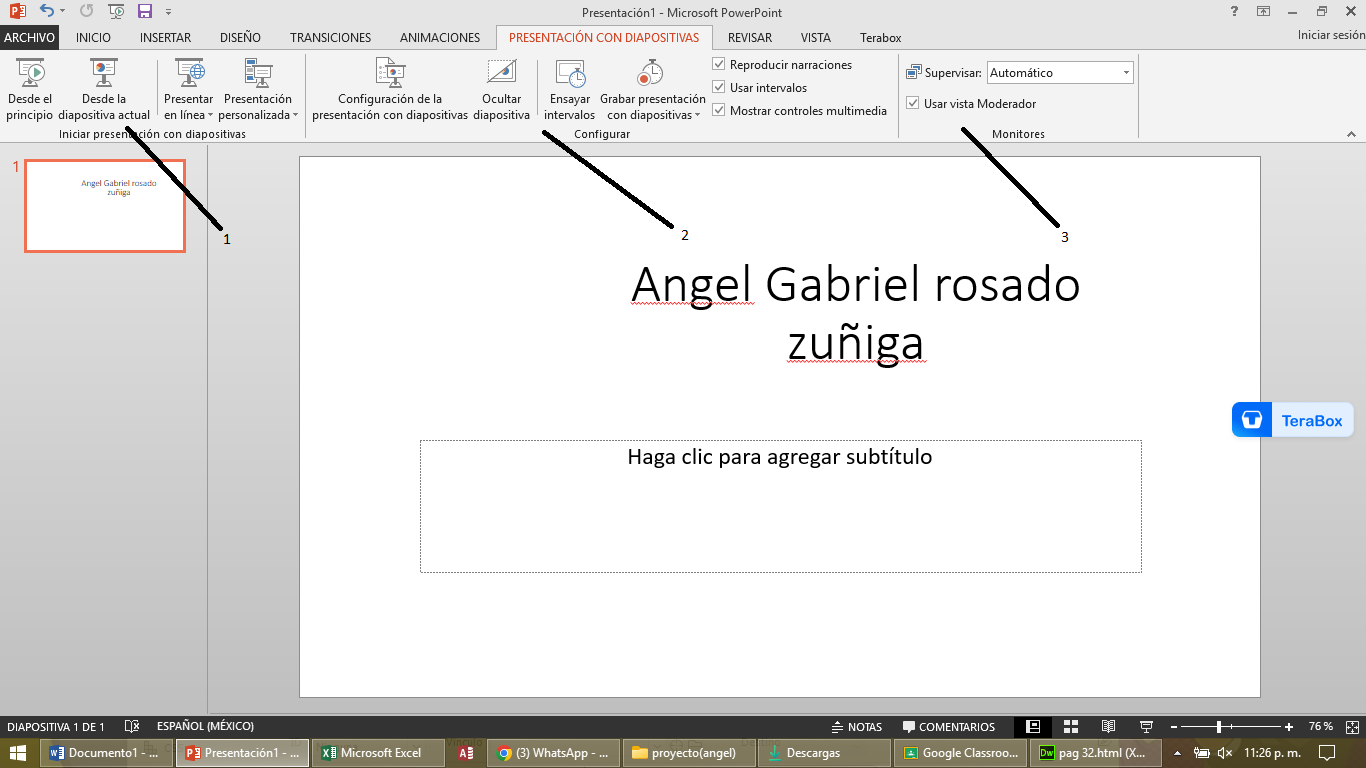 Presentación1 - Microsoft PowerPoint
ARCHIVO INICIO INSERTAR DISEÑO TRANSICIONES ANIMACIONES PRESENTACIÓN CON DIAPOSITIVAS REVISAR VISTA Terabox Iniciar sesión
Desde el principio
Desde la diapositiva actual
Presentar en línea
Presentación personalizada
Iniciar presentación con diapositivas
Configuración de la presentación con diapositivas
Ocultar diapositiva
Ensayar intervalos
Grabar presentación con diapositivas
Reproducir narraciones
Usar intervalos
Mostrar controles multimedia
Configurar
Supervisar: Automático
Usar vista Moderador
Monitores
1
Angel Gabriel rosado
zuñiga
1
2
3
Angel Gabriel rosado
zuñiga
Haga clic para agregar subtítulo
TeraBox
DIAPOSITIVA 1 DE 1 ESPAÑOL (MÉXICO) NOTAS COMENTARIOS 76 %
Documento1 - ... Presentación1 - ... Microsoft Excel (3) WhatsApp - ... proyecto(angel) Descargas Google Classroo... pag 32.html (X... 11:26 p. m.